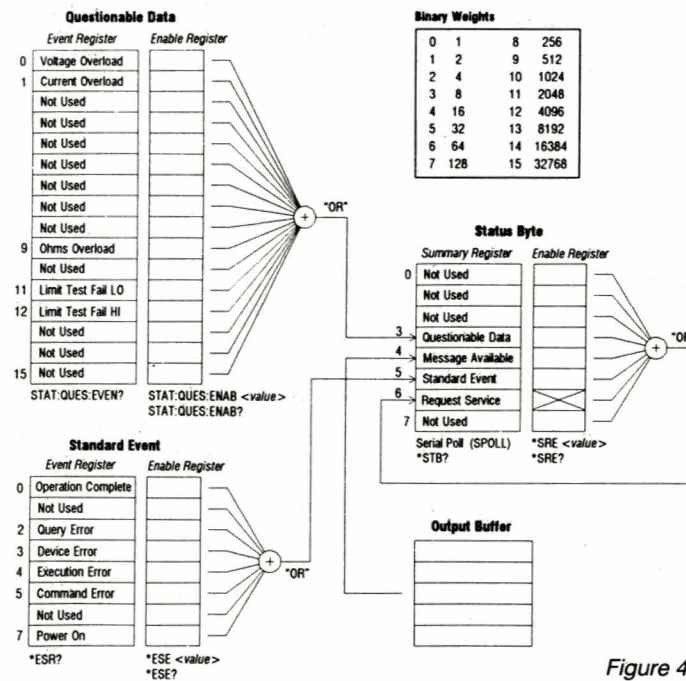 Questionable Data
Event Register Enable Register
0 Voltage Overload
1 Current Overload
Not Used
Not Used
Not Used
Not Used
Not Used
Not Used
Not Used
9 Ohms Overload
Not Used
11 Limit Test Fail LO
12 Limit Test Fail HI
Not Used
Not Used
15 Not Used
STAT:QUES:EVEN? STAT:QUES:ENAB <value>
STAT:QUES:ENAB?
+ "OR"
Binary Weights
0 1 8 256
1 2 9 512
2 4 10 1024
3 8 11 2048
4 16 12 4096
5 32 13 8192
6 64 14 16384
7 128 15 32768
Status Byte
Summary Register Enable Register
0 Not Used
Not Used
Not Used
3 Questionable Data
4 Message Available
5 Standard Event
6 Request Service
7 Not Used
Serial Poll (SPOLL) *SRE <value>
*STB? *SRE?
+ "OR
Standard Event
Event Register Enable Register
0 Operation Complete
Not Used
2 Query Error
3 Device Error
4 Execution Error
5 Command Error
Not Used
7 Power On
*ESR? *ESE <value>
*ESE?
+ "OR"
Output Buffer
Figure 4